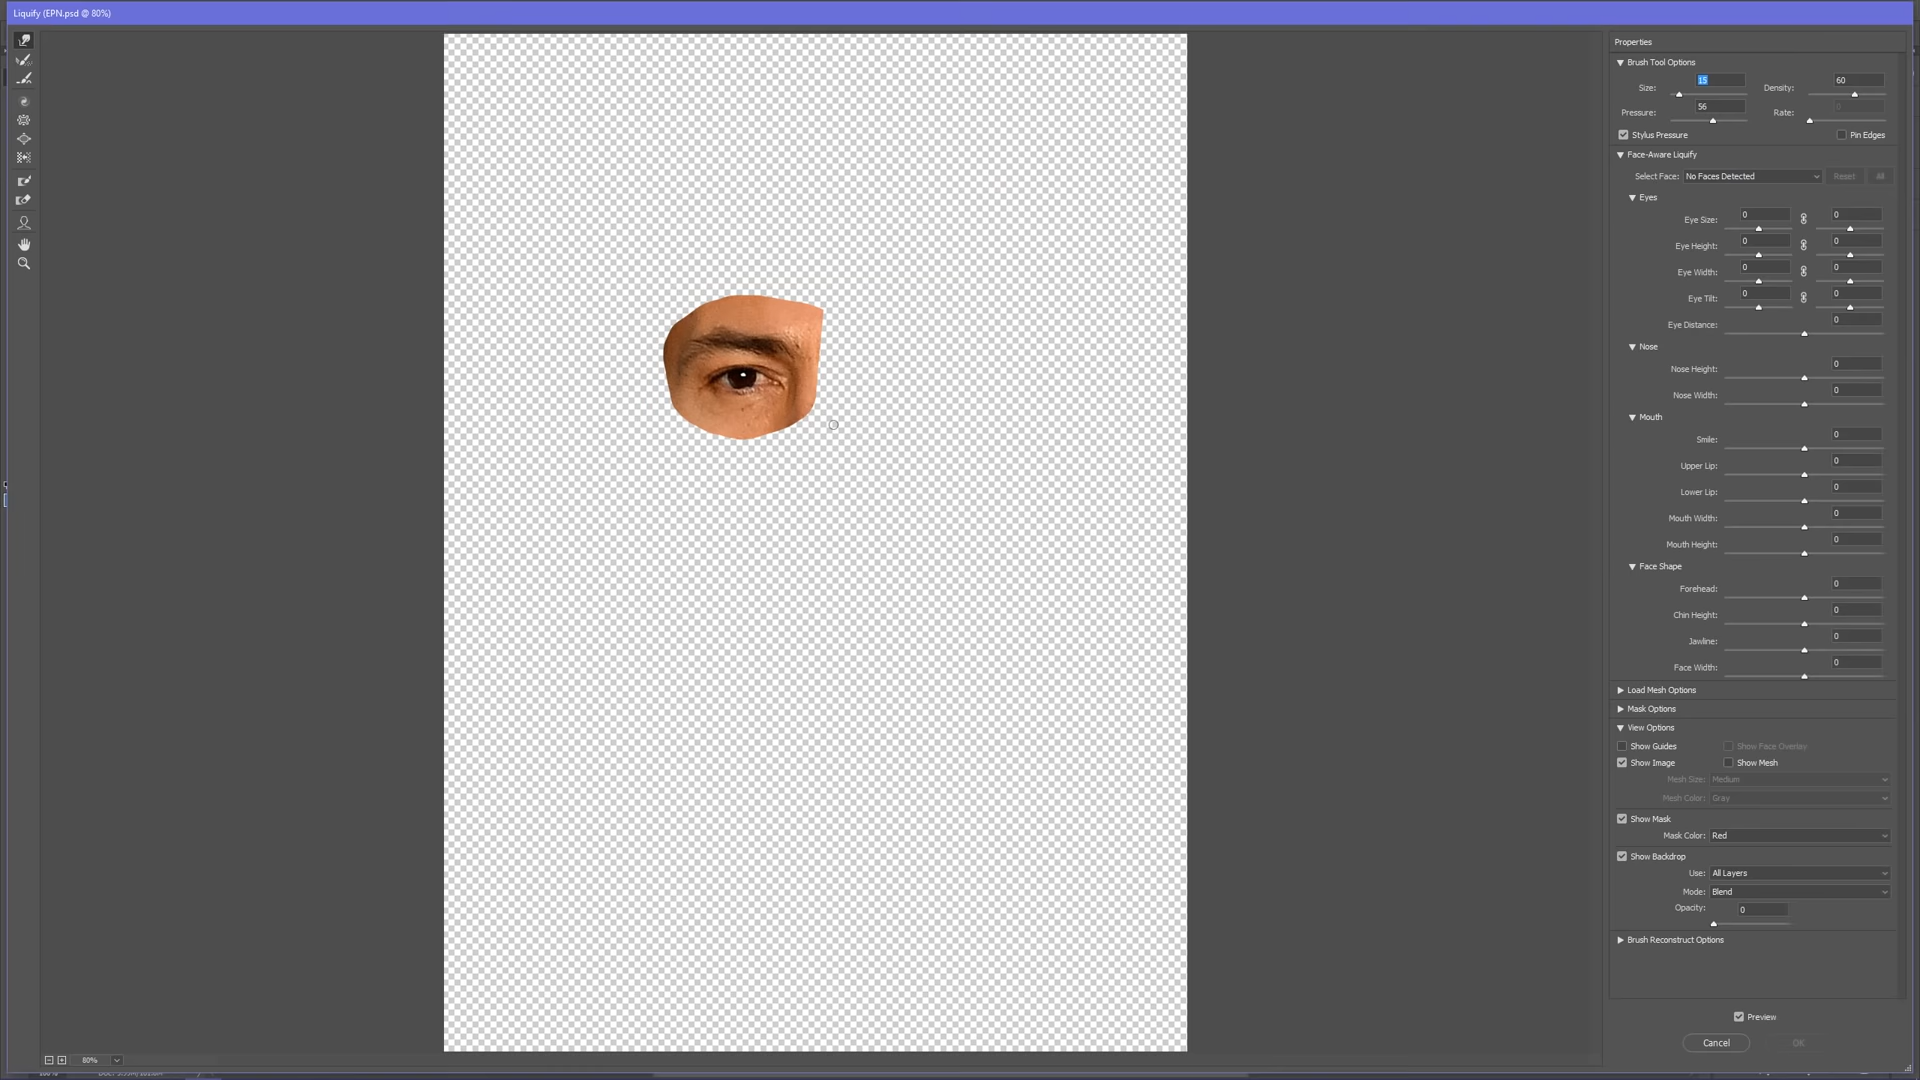 Liquify (EPN.psd @ 80%)
Properties
Brush Tool Options
Size: 15 Density: 60
Pressure: 56 Rate: 0
Stylus Pressure Pin Edges
Face-Aware Liquify
Select Face: No Faces Detected Reset All
Eyes
Eye Size: 0 0
Eye Height: 0 0
Eye Width: 0 0
Eye Tilt: 0 0
Eye Distance: 0
Nose
Nose Height: 0
Nose Width: 0
Mouth
Smile: 0
Upper Lip: 0
Lower Lip: 0
Mouth Width: 0
Mouth Height: 0
Face Shape
Forehead: 0
Chin Height: 0
Jawline: 0
Face Width: 0
Load Mesh Options
Mask Options
View Options
Show Guides Show Face Overlay
Show Image Show Mesh
Mesh Size: Medium
Mesh Color: Gray
Show Mask
Mask Color: Red
Show Backdrop
Use: All Layers
Mode: Blend
Opacity: 0
Brush Reconstruct Options
Preview
Cancel OK
80%